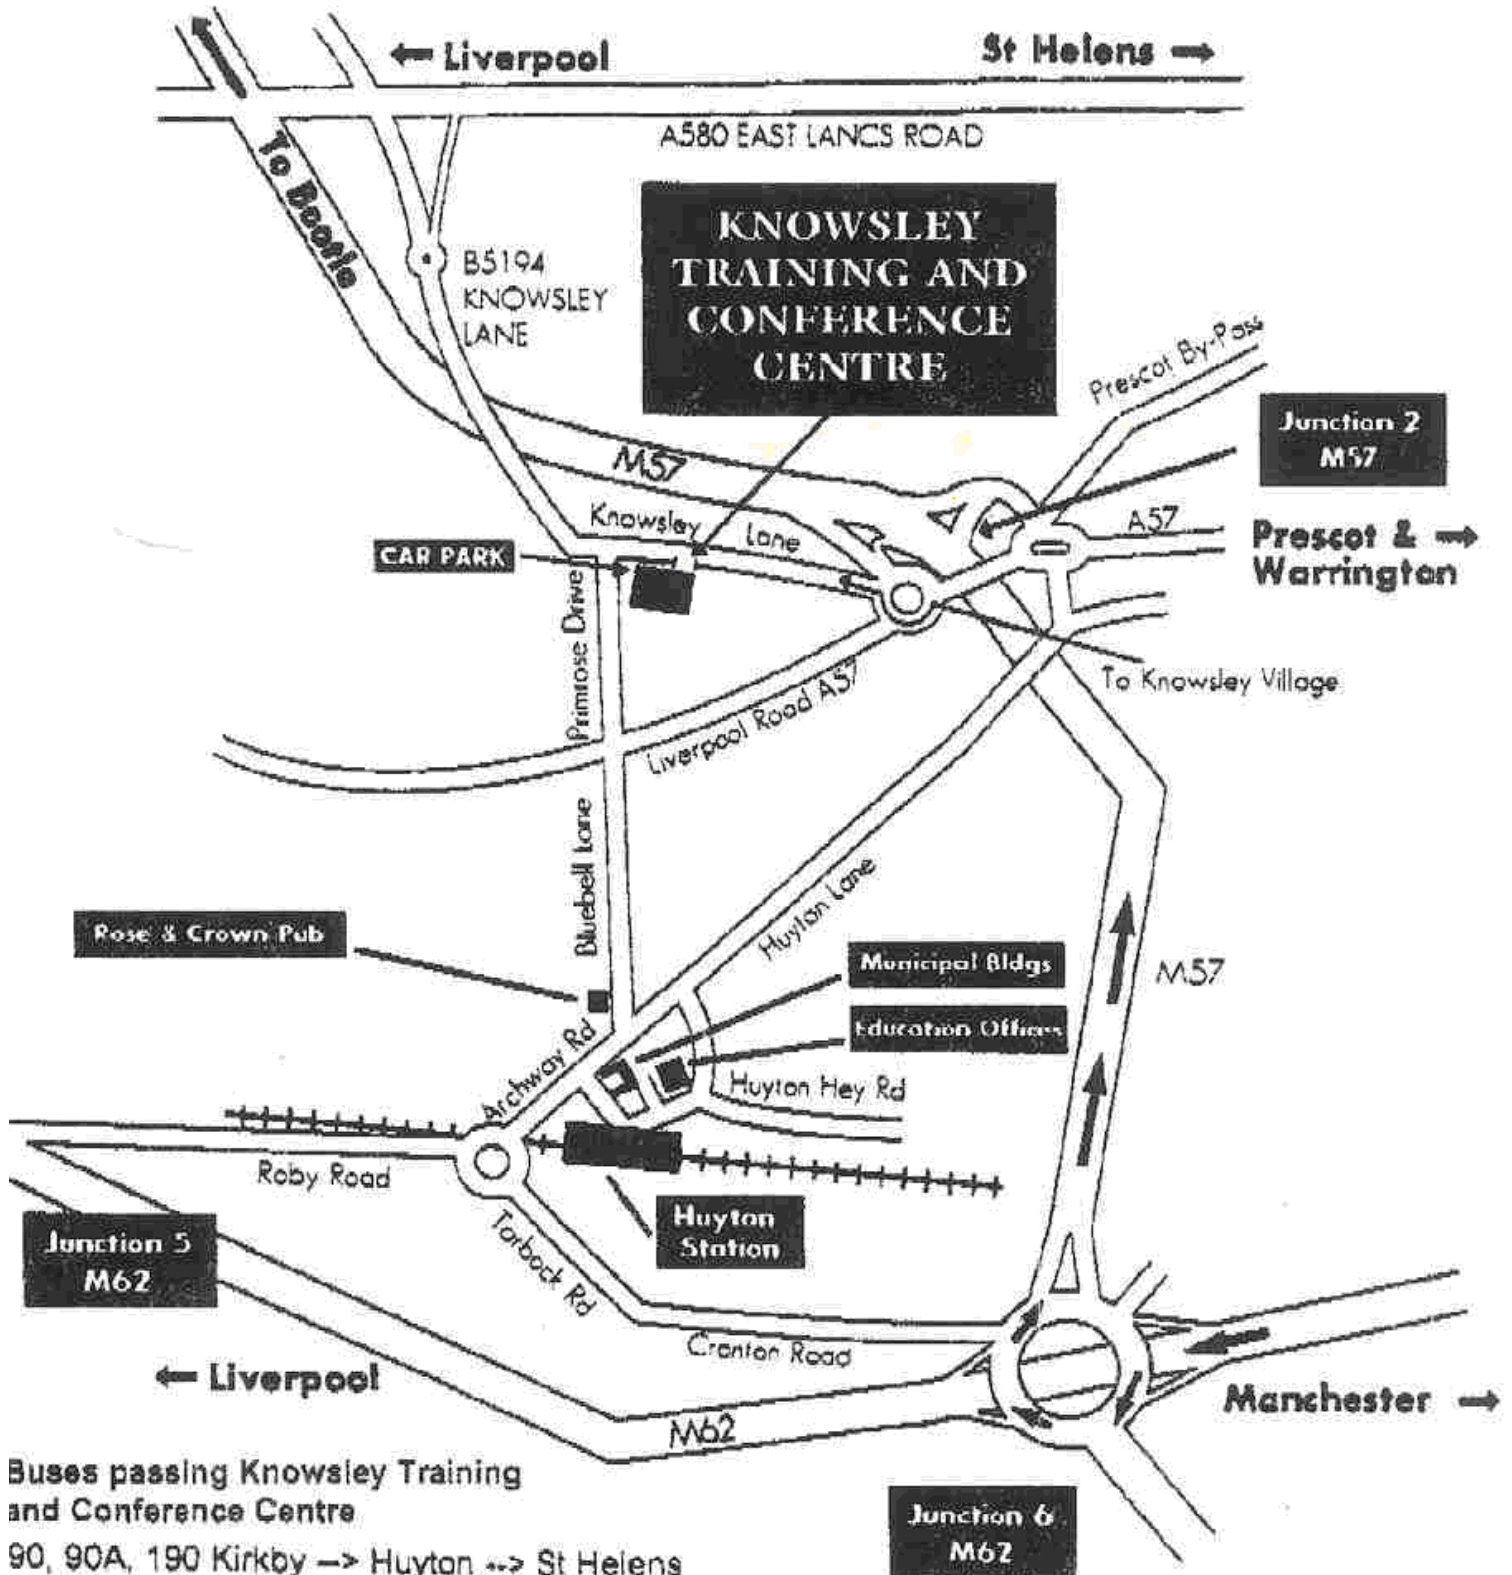 Liverpool
St Helens
A580 EAST LANCS ROAD
To Bootle
KNOWSLEY
TRAINING AND
CONFERENCE
CENTRE
B5194
KNOWSLEY
LANE
Prescot By-Pass
Junction 2
M57
M57
Knowsley Lane
A57
Prescot &
Warrington
CAR PARK
Primrose Drive
To Knowsley Village
Liverpool Road A57
Bluebell Lane
Huyton Lane
Rose & Crown Pub
Municipal Bldgs
M57
Education Offices
Archway Rd
Huyton Hey Rd
Roby Road
Huyton
Station
Junction 5
M62
Tarbock Rd
Cronton Road
Liverpool
Manchester
M62
Buses passing Knowsley Training
and Conference Centre
90, 90A, 190 Kirkby --> Huyton <--> St Helens
Junction 6
M62